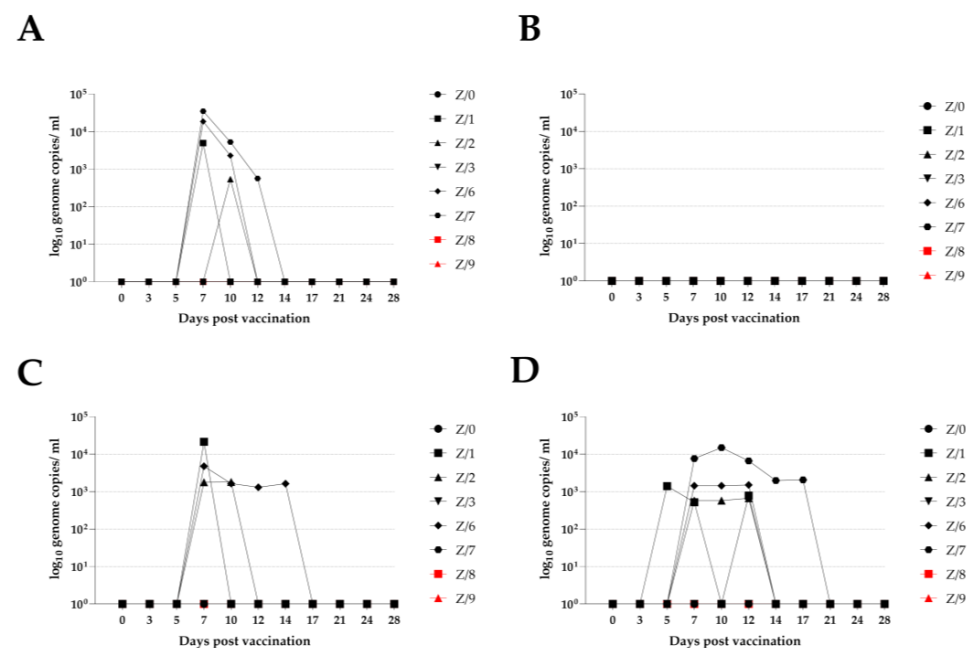 A
B
log10 genome copies/ ml
10⁵
10⁴
10³
10²
10¹
10⁰
0 3 5 7 10 12 14 17 21 24 28
Days post vaccination
Z/0
Z/1
Z/2
Z/3
Z/6
Z/7
Z/8
Z/9
log10 genome copies/ ml
10⁵
10⁴
10³
10²
10¹
10⁰
0 3 5 7 10 12 14 17 21 24 28
Days post vaccination
Z/0
Z/1
Z/2
Z/3
Z/6
Z/7
Z/8
Z/9
C
D
log10 genome copies/ ml
10⁵
10⁴
10³
10²
10¹
10⁰
0 3 5 7 10 12 14 17 21 24 28
Days post vaccination
Z/0
Z/1
Z/2
Z/3
Z/6
Z/7
Z/8
Z/9
log10 genome copies/ ml
10⁵
10⁴
10³
10²
10¹
10⁰
0 3 5 7 10 12 14 17 21 24 28
Days post vaccination
Z/0
Z/1
Z/2
Z/3
Z/6
Z/7
Z/8
Z/9